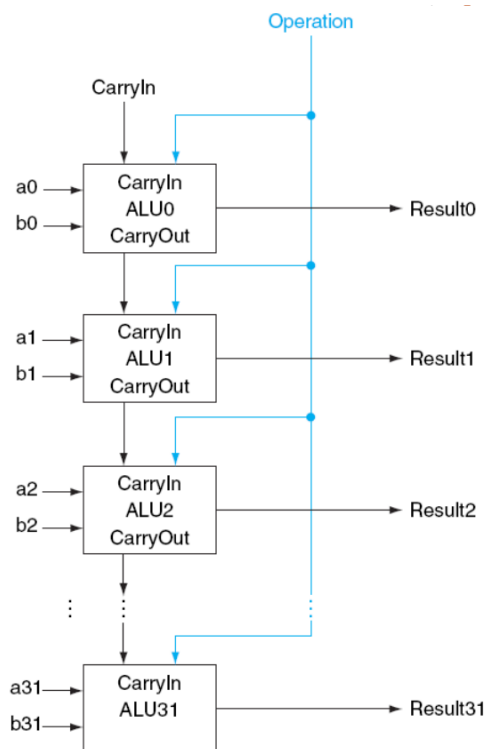 Operation
CarryIn
a0
b0
CarryIn
ALU0
CarryOut
Result0
a1
b1
CarryIn
ALU1
CarryOut
Result1
a2
b2
CarryIn
ALU2
CarryOut
Result2
a31
b31
CarryIn
ALU31
Result31